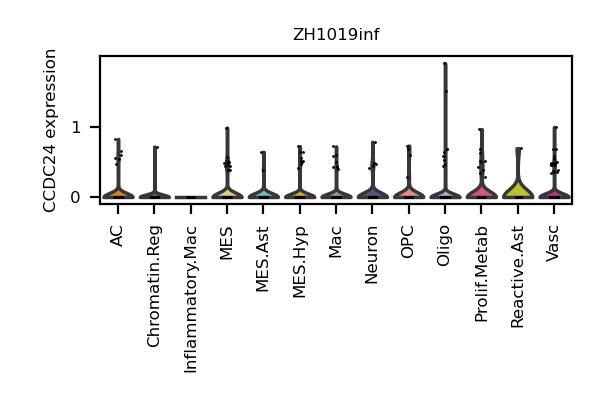 ZH1019inf
CCDC24 expression
1
0
AC
Chromatin.Reg
Inflammatory.Mac
MES
MES.Ast
MES.Hyp
Mac
Neuron
OPC
Oligo
Prolif.Metab
Reactive.Ast
Vasc